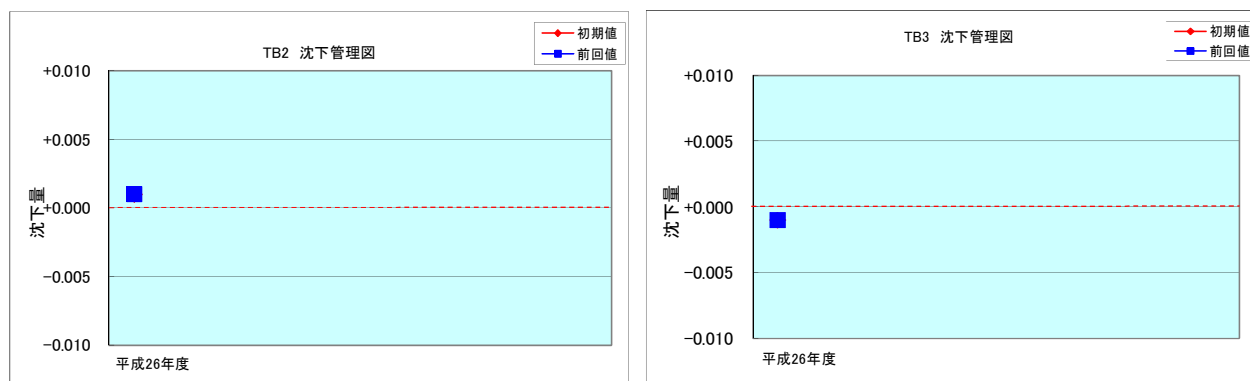 TB2 沈下管理図
初期値
前回値
+0.010
+0.005
+0.000
−0.005
−0.010
沈下量
平成26年度
TB3 沈下管理図
初期値
前回値
+0.010
+0.005
+0.000
−0.005
−0.010
沈下量
平成26年度